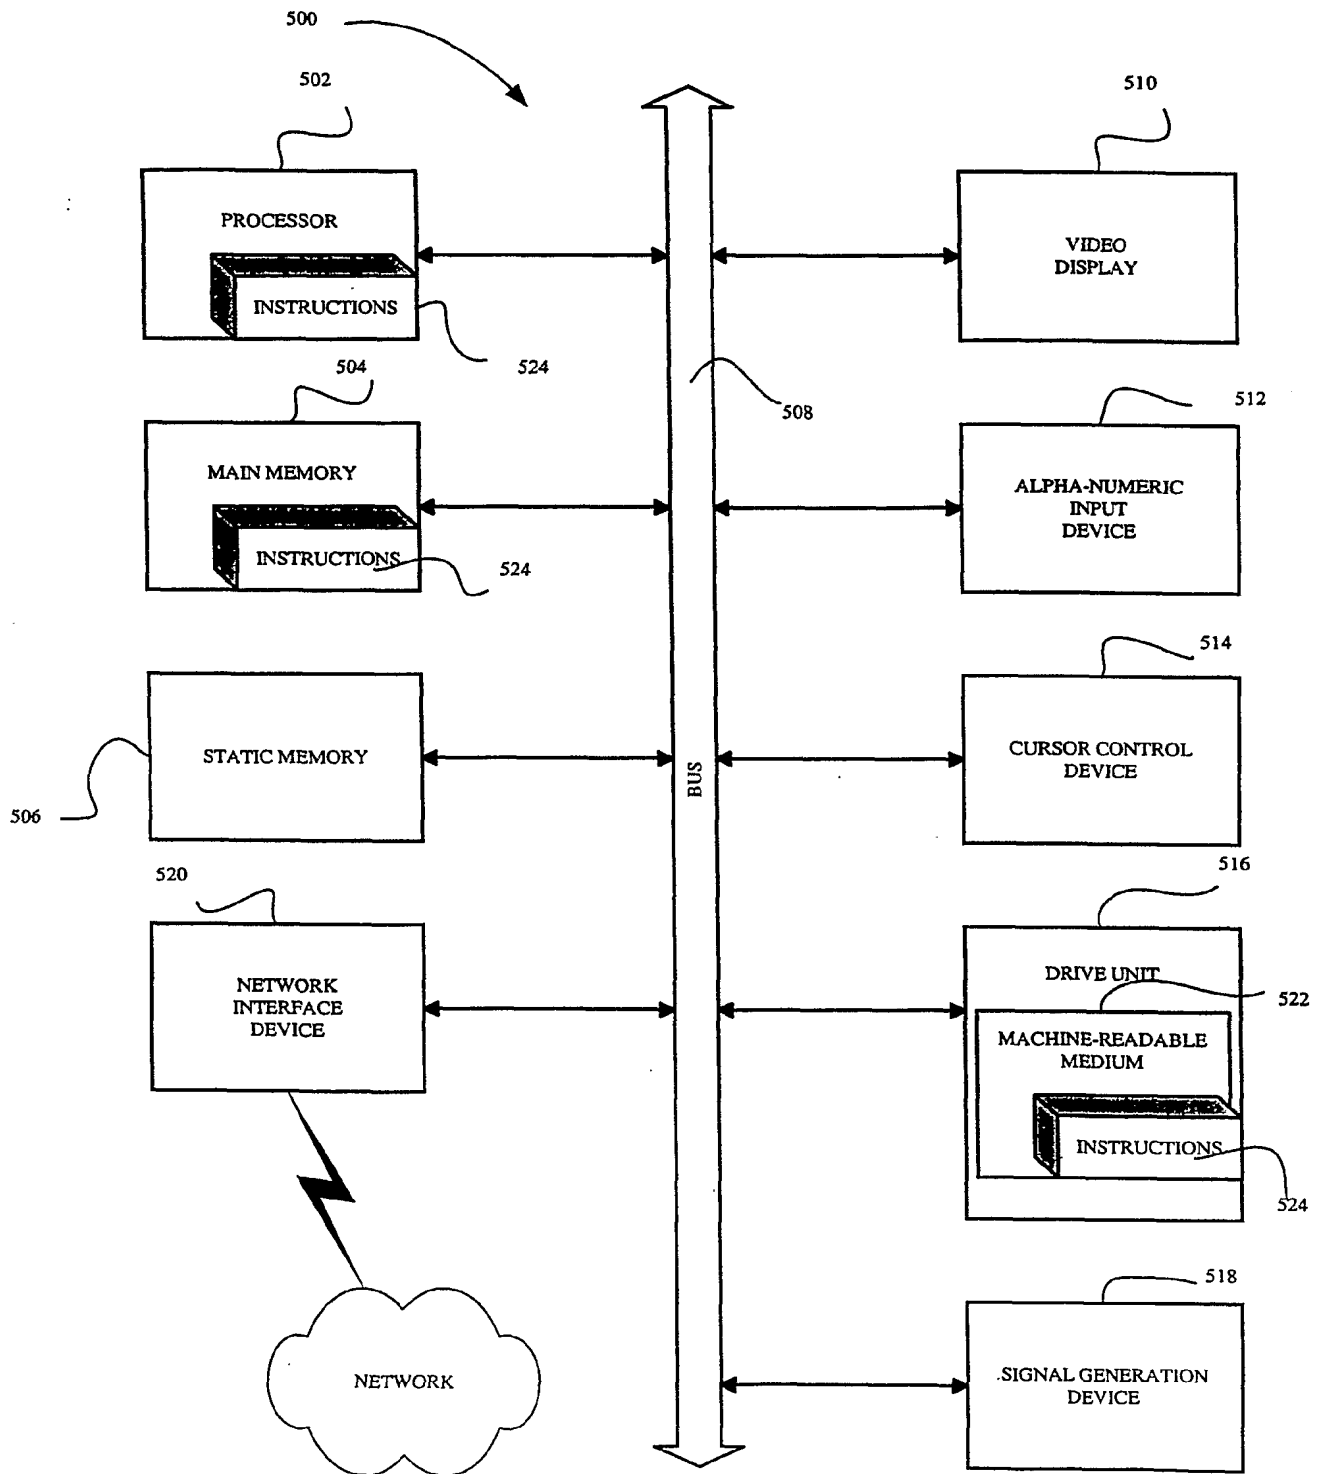 500
502
PROCESSOR
INSTRUCTIONS
524
504
MAIN MEMORY
INSTRUCTIONS
524
STATIC MEMORY
506
520
NETWORK
INTERFACE
DEVICE
NETWORK
BUS
508
510
VIDEO
DISPLAY
512
ALPHA-NUMERIC
INPUT
DEVICE
514
CURSOR CONTROL
DEVICE
516
DRIVE UNIT
522
MACHINE-READABLE
MEDIUM
INSTRUCTIONS
524
518
SIGNAL GENERATION
DEVICE